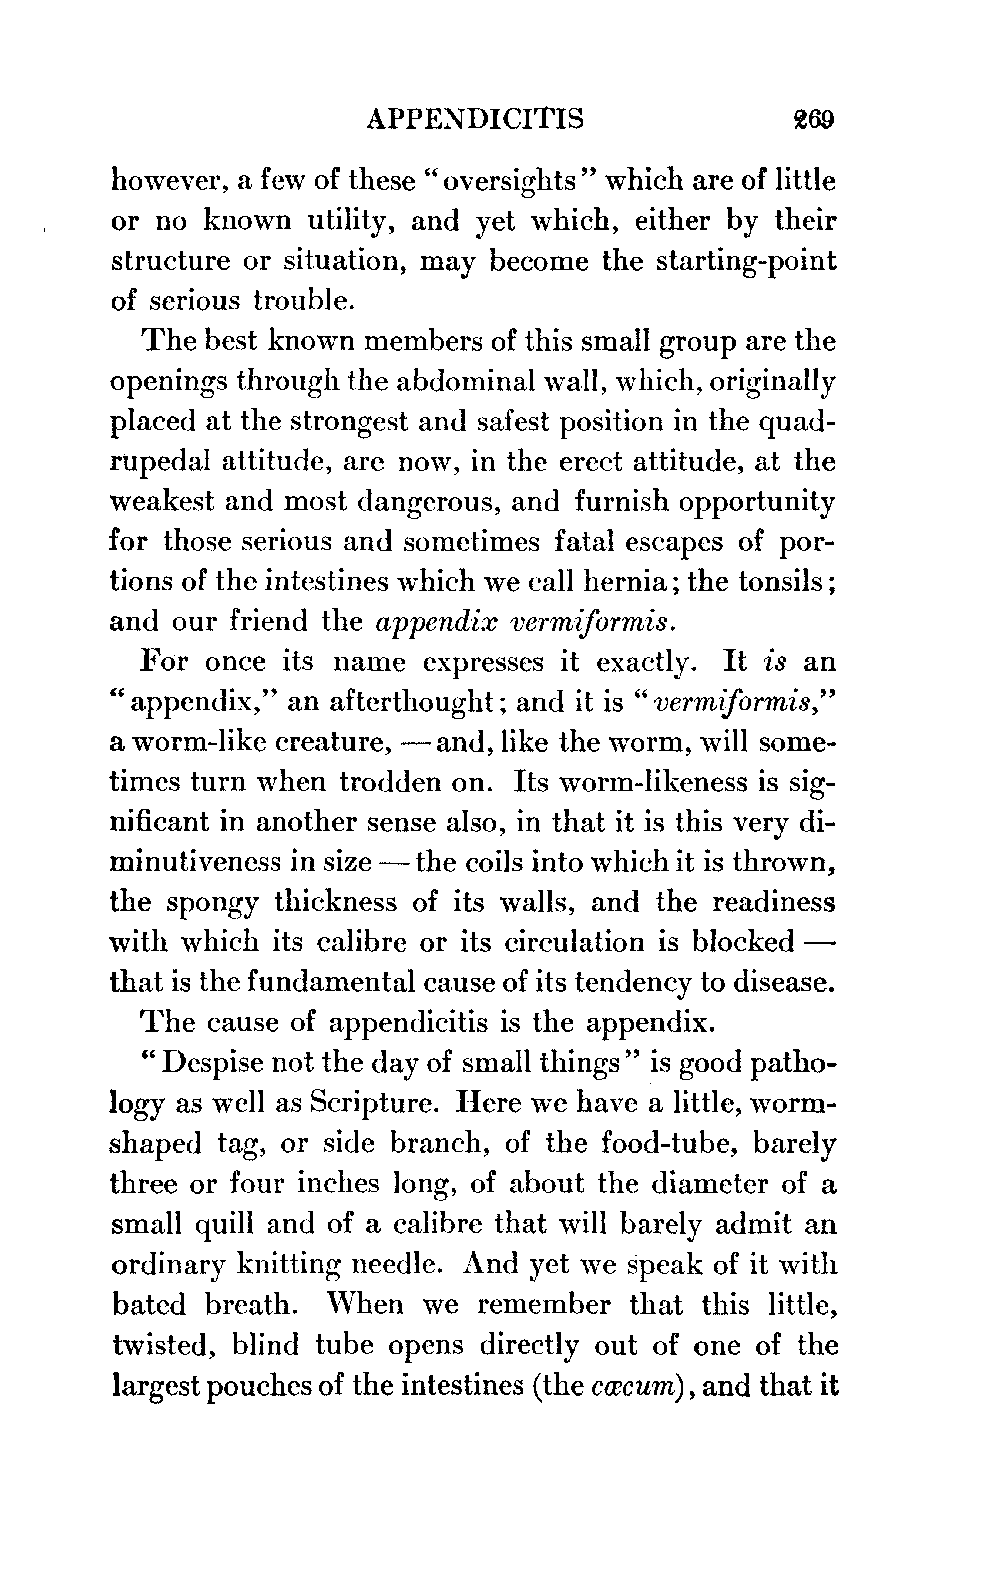 APPENDICITIS 269
however, a few of these “oversights” which are of little
or no known utility, and yet which, either by their
structure or situation, may become the starting-point
of serious trouble.
The best known members of this small group are the
openings through the abdominal wall, which, originally
placed at the strongest and safest position in the quad-
rupedal attitude, are now, in the erect attitude, at the
weakest and most dangerous, and furnish opportunity
for those serious and sometimes fatal escapes of por-
tions of the intestines which we call hernia; the tonsils;
and our friend the appendix vermiformis.
For once its name expresses it exactly. It is an
“appendix,” an afterthought; and it is “vermiformis,”
a worm-like creature, — and, like the worm, will some-
times turn when trodden on. Its worm-likeness is sig-
nificant in another sense also, in that it is this very di-
minutiveness in size — the coils into which it is thrown,
the spongy thickness of its walls, and the readiness
with which its calibre or its circulation is blocked —
that is the fundamental cause of its tendency to disease.
The cause of appendicitis is the appendix.
“Despise not the day of small things” is good patho-
logy as well as Scripture. Here we have a little, worm-
shaped tag, or side branch, of the food-tube, barely
three or four inches long, of about the diameter of a
small quill and of a calibre that will barely admit an
ordinary knitting needle. And yet we speak of it with
bated breath. When we remember that this little,
twisted, blind tube opens directly out of one of the
largest pouches of the intestines (the cæcum), and that it